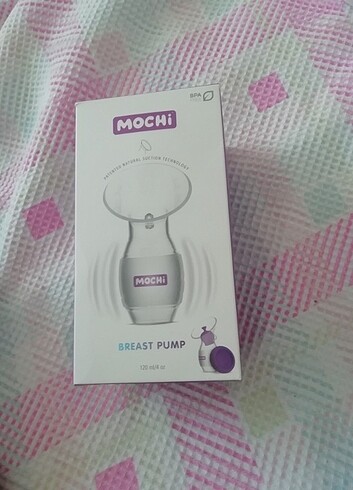 BPA
MOCHi
PATENTED NATURAL SUCTION TECHNOLOGY
MOCHi
BREAST PUMP
120 ml/4 oz